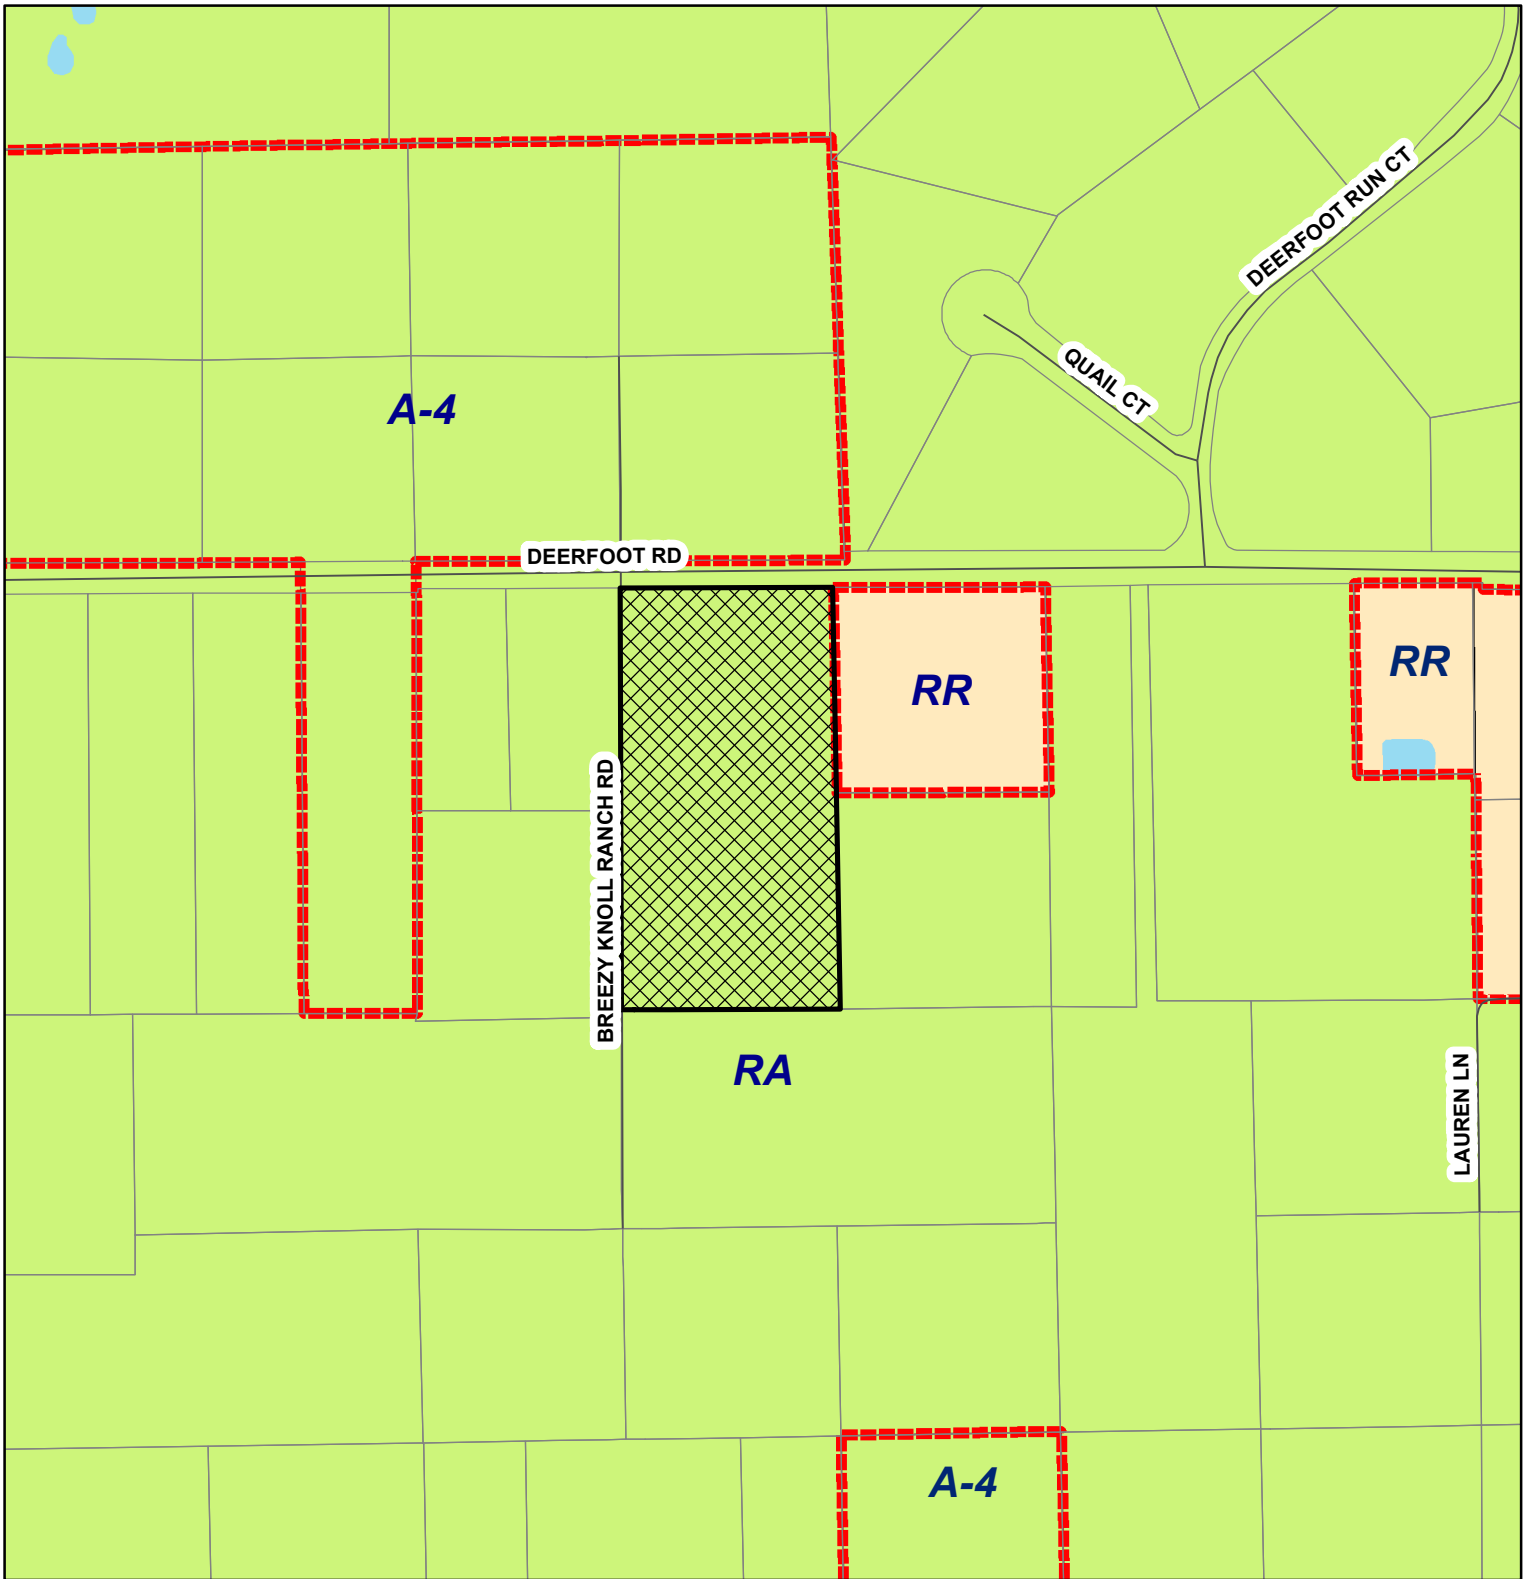 DEERFOOT RUN CT
QUAIL CT
A-4
DEERFOOT RD
RR
RR
BREEZY KNOLL RANCH RD
RA
LAUREN LN
A-4